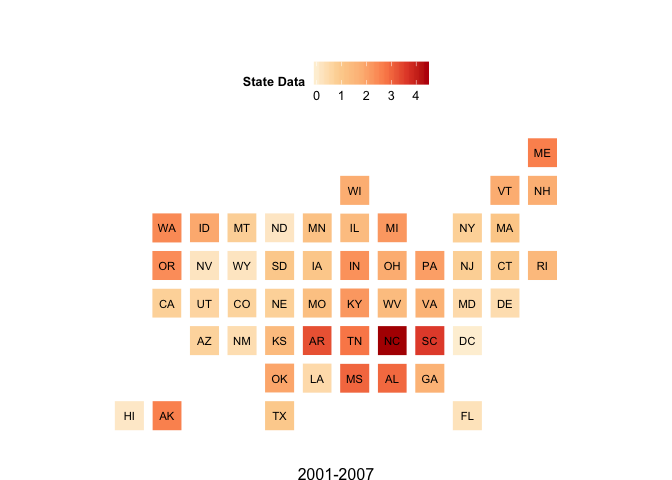 State Data
0 1 2 3 4
ME
WI VT NH
WA ID MT ND MN IL MI NY MA
OR NV WY SD IA IN OH PA NJ CT RI
CA UT CO NE MO KY WV VA MD DE
AZ NM KS AR TN NC SC DC
OK LA MS AL GA
HI AK TX FL
2001-2007